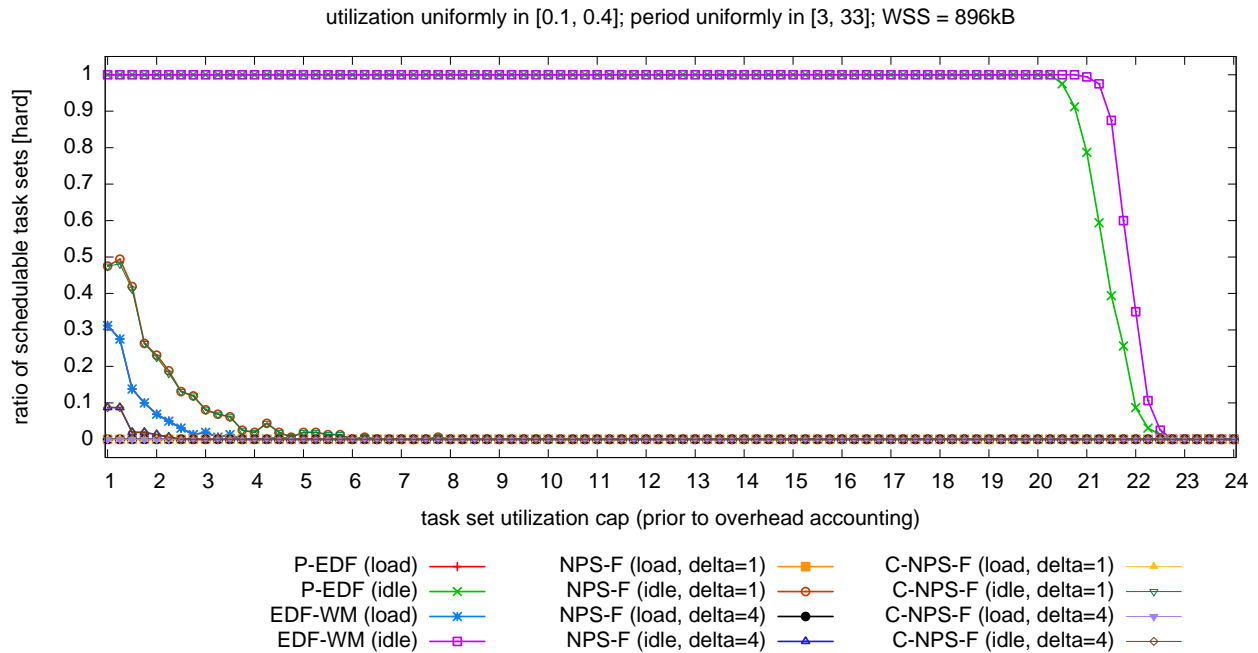 utilization uniformly in [0.1, 0.4]; period uniformly in [3, 33]; WSS = 896kB
ratio of schedulable task sets [hard]
1
0.9
0.8
0.7
0.6
0.5
0.4
0.3
0.2
0.1
0
1 2 3 4 5 6 7 8 9 10 11 12 13 14 15 16 17 18 19 20 21 22 23 24
task set utilization cap (prior to overhead accounting)
P-EDF (load) NPS-F (load, delta=1) C-NPS-F (load, delta=1)
P-EDF (idle) NPS-F (idle, delta=1) C-NPS-F (idle, delta=1)
EDF-WM (load) NPS-F (load, delta=4) C-NPS-F (load, delta=4)
EDF-WM (idle) NPS-F (idle, delta=4) C-NPS-F (idle, delta=4)